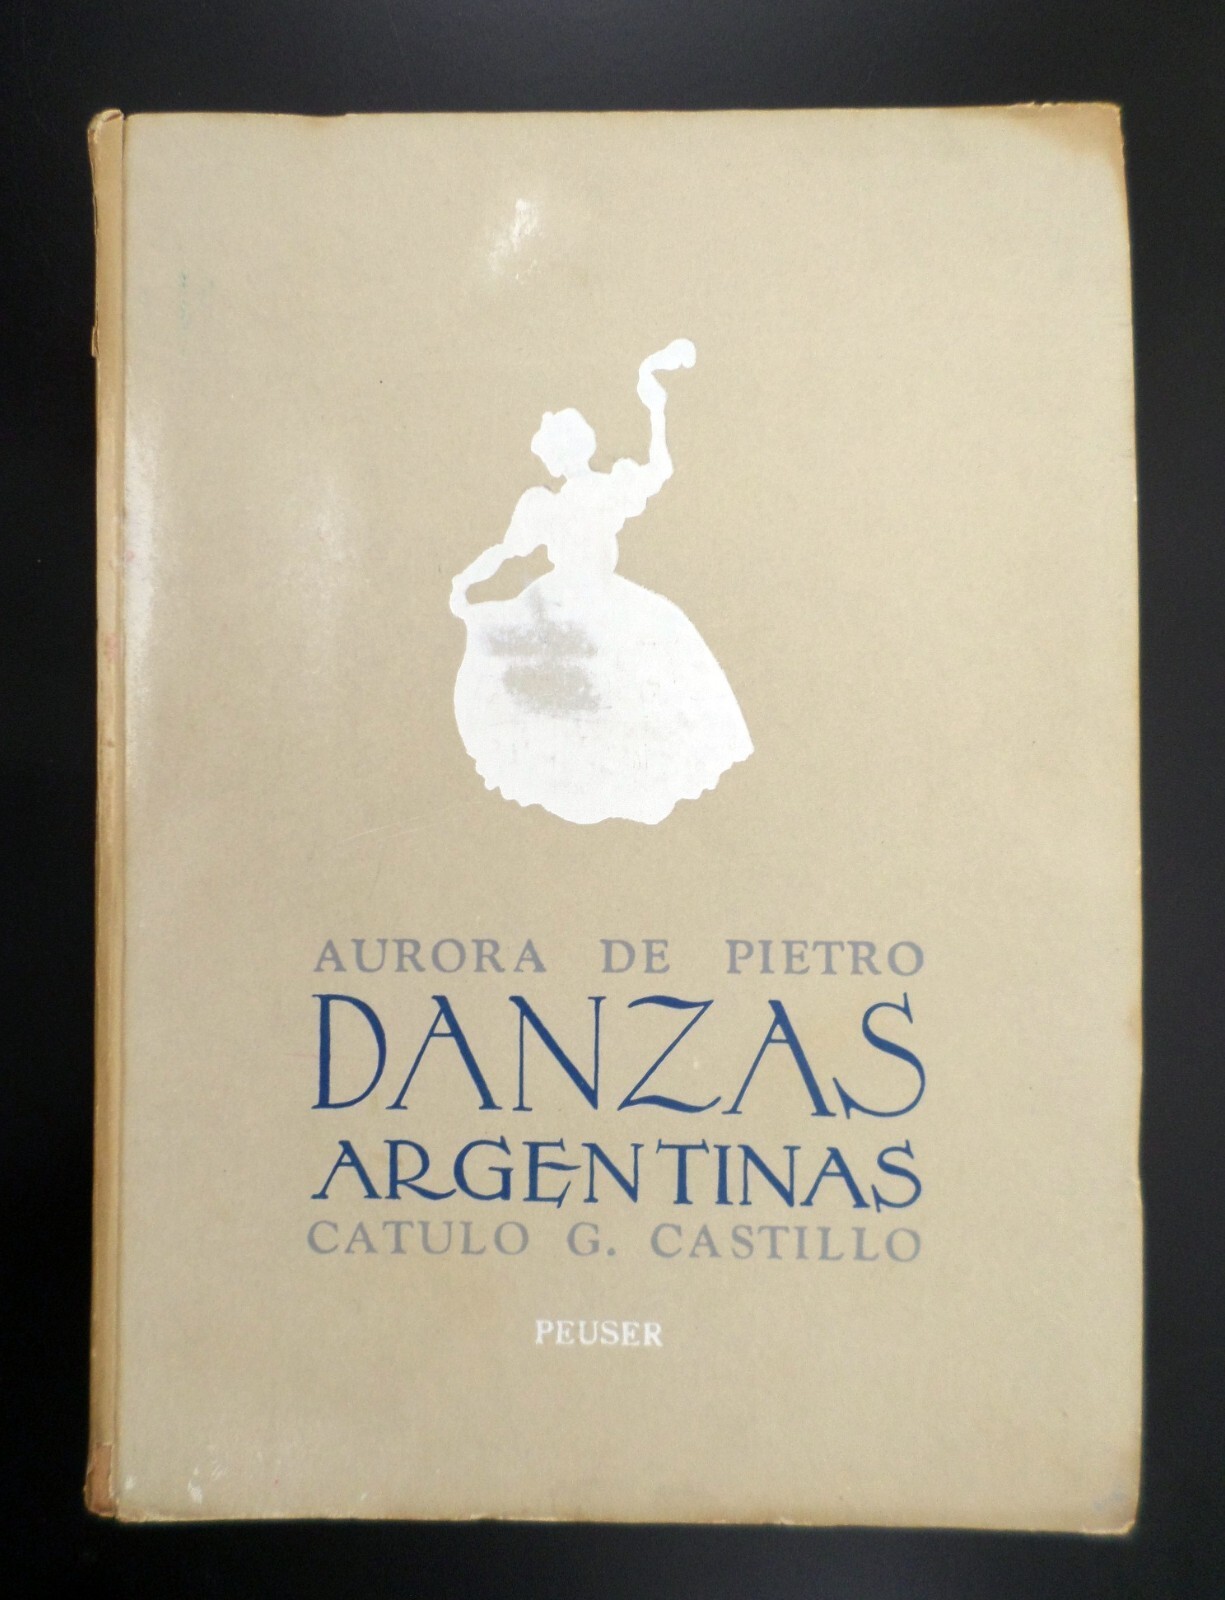 AURORA DE PIETRO
DANZAS
ARGENTINAS
CATULO G. CASTILLO
PEUSER